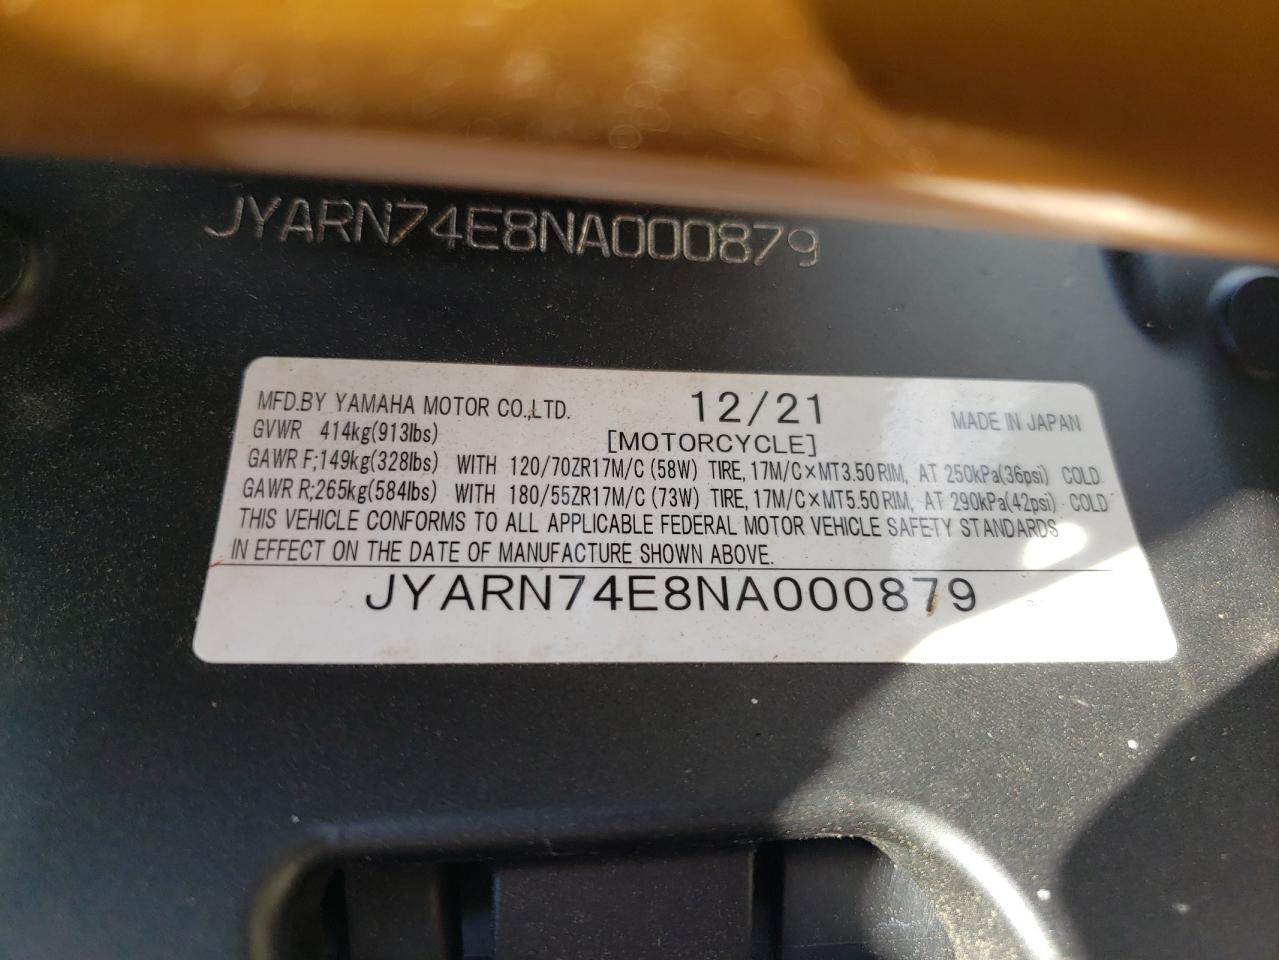 JYARN74E8NA000879
MFD.BY YAMAHA MOTOR CO.,LTD. 12/21 MADE IN JAPAN
GVWR 414kg(913lbs) [MOTORCYCLE]
GAWR F;149kg(328lbs) WITH 120/70ZR17M/C (58W) TIRE, 17M/C×MT3.50 RIM, AT 250kPa(36psi) COLD
GAWR R;265kg(584lbs) WITH 180/55ZR17M/C (73W) TIRE, 17M/C×MT5.50 RIM, AT 290kPa(42psi) COLD
THIS VEHICLE CONFORMS TO ALL APPLICABLE FEDERAL MOTOR VEHICLE SAFETY STANDARDS
IN EFFECT ON THE DATE OF MANUFACTURE SHOWN ABOVE.
JYARN74E8NA000879